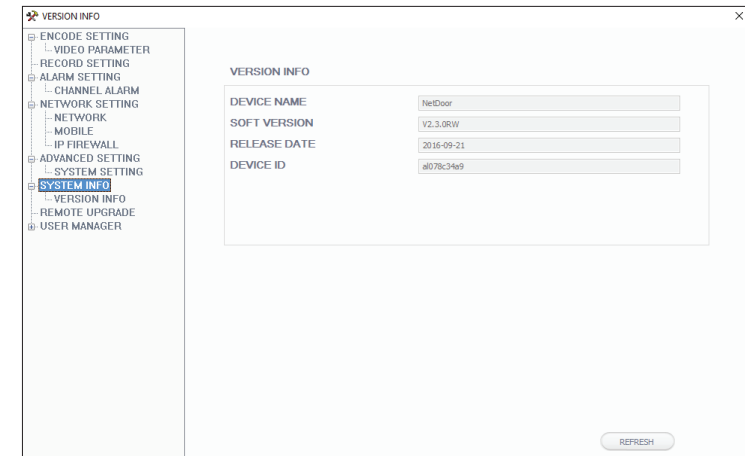 VERSION INFO
ENCODE SETTING
VIDEO PARAMETER
RECORD SETTING
ALARM SETTING
CHANNEL ALARM
NETWORK SETTING
NETWORK
MOBILE
IP FIREWALL
ADVANCED SETTING
SYSTEM SETTING
SYSTEM INFO
VERSION INFO
REMOTE UPGRADE
USER MANAGER
VERSION INFO
DEVICE NAME NetDoor
SOFT VERSION V2.3.0RW
RELEASE DATE 2016-09-21
DEVICE ID al078c34a9
REFRESH